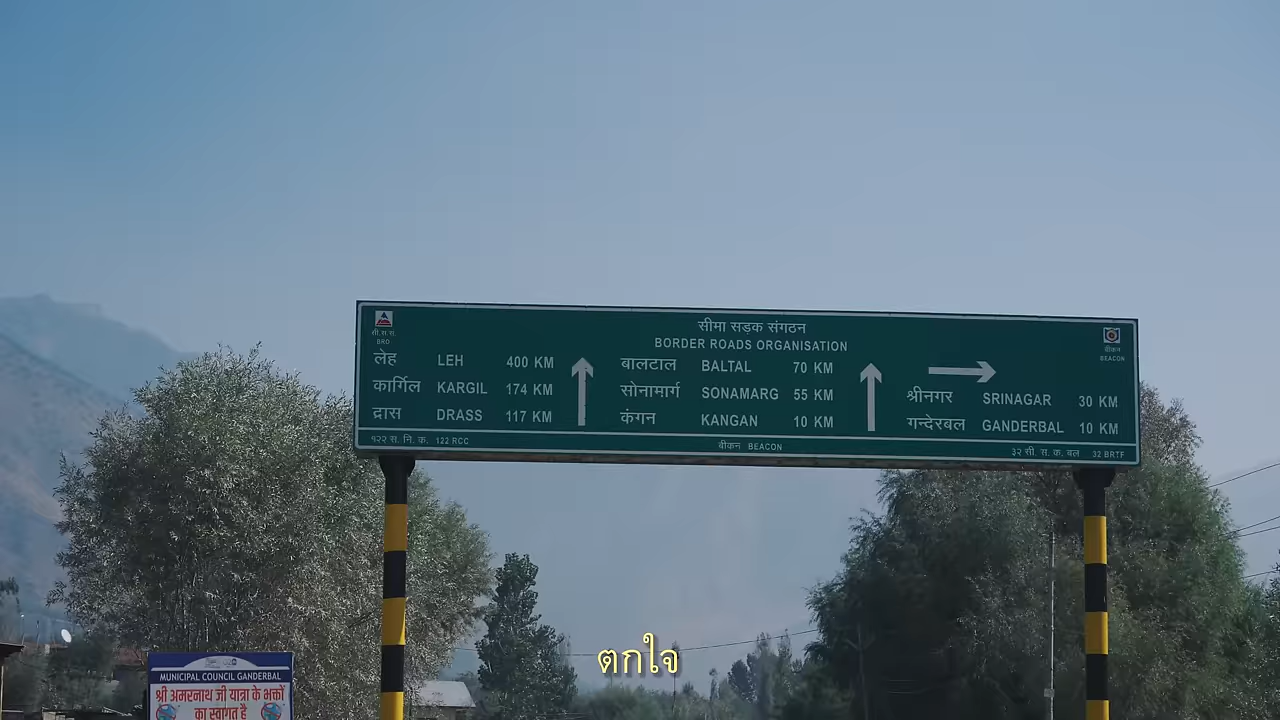 सीमा सड़क संगठन
BORDER ROADS ORGANISATION
सी.स.स.
BRO
बीकन
BEACON
लेह LEH 400 KM
कार्गिल KARGIL 174 KM
द्रास DRASS 117 KM
बालटाल BALTAL 70 KM
सोनामार्ग SONAMARG 55 KM
कंगन KANGAN 10 KM
श्रीनगर SRINAGAR 30 KM
गन्देरबल GANDERBAL 10 KM
१२२ स. नि. क. 122 RCC
बीकन BEACON
३२ सी. स. क. बल 32 BRTF
MUNICIPAL COUNCIL GANDERBAL
श्री अमरनाथ जी यात्रा के भक्तों
का स्वागत है
ตกใจ